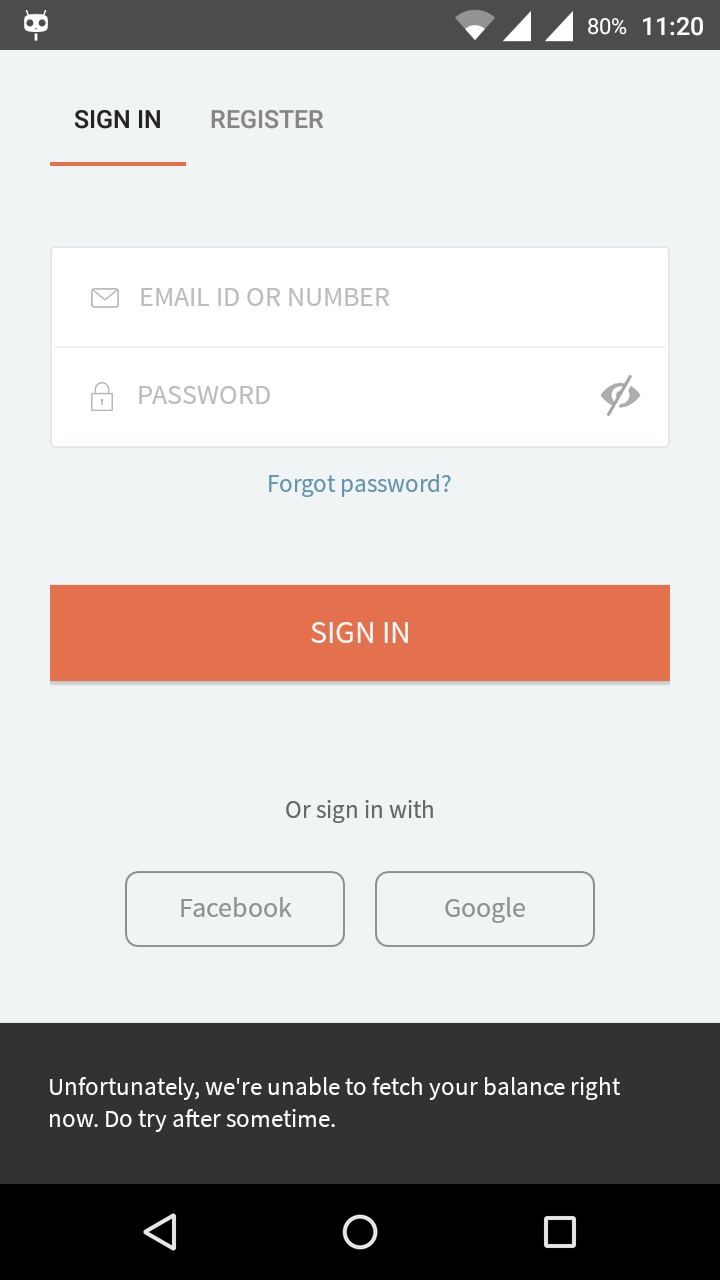 80% 11:20
SIGN IN REGISTER
EMAIL ID OR NUMBER
PASSWORD
Forgot password?
SIGN IN
Or sign in with
Facebook Google
Unfortunately, we're unable to fetch your balance right
now. Do try after sometime.